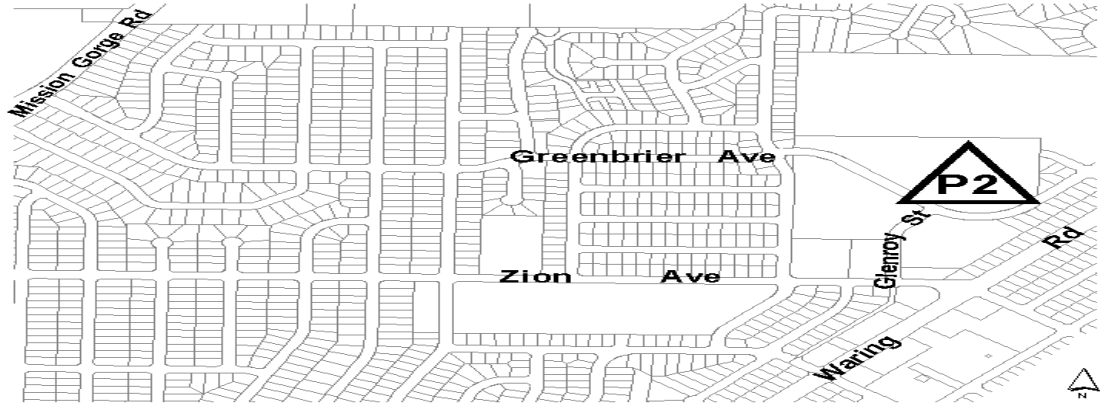 Mission Gorge Rd
Greenbrier Ave
P2
Glenroy St
Rd
Zion Ave
Waring
N